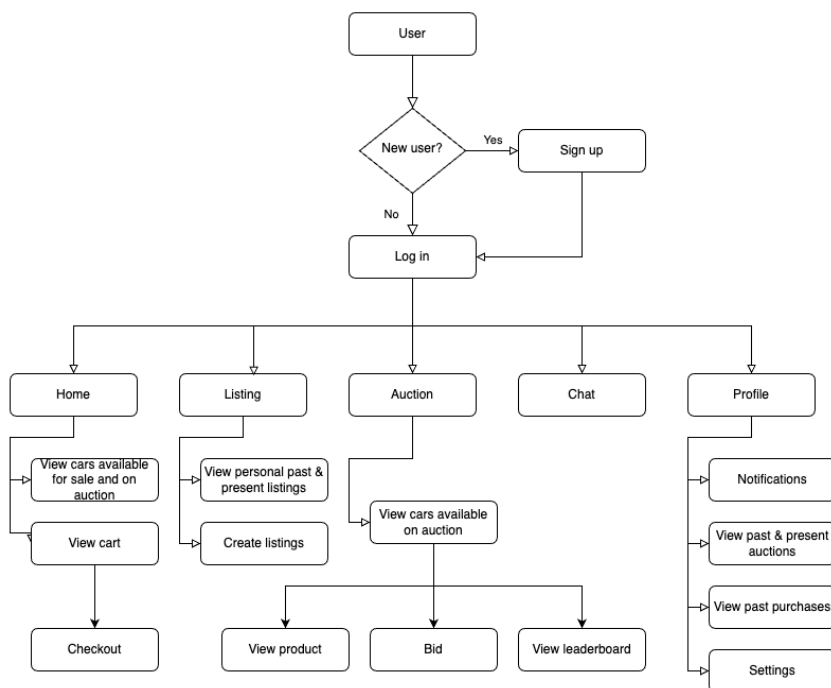 User
New user?
Yes
Sign up
No
Log in
Home
Listing
Auction
Chat
Profile
View cars available
for sale and on
auction
View personal past &
present listings
Notifications
View cars available
on auction
View cart
Create listings
View past & present
auctions
View past purchases
Checkout
View product
Bid
View leaderboard
Settings